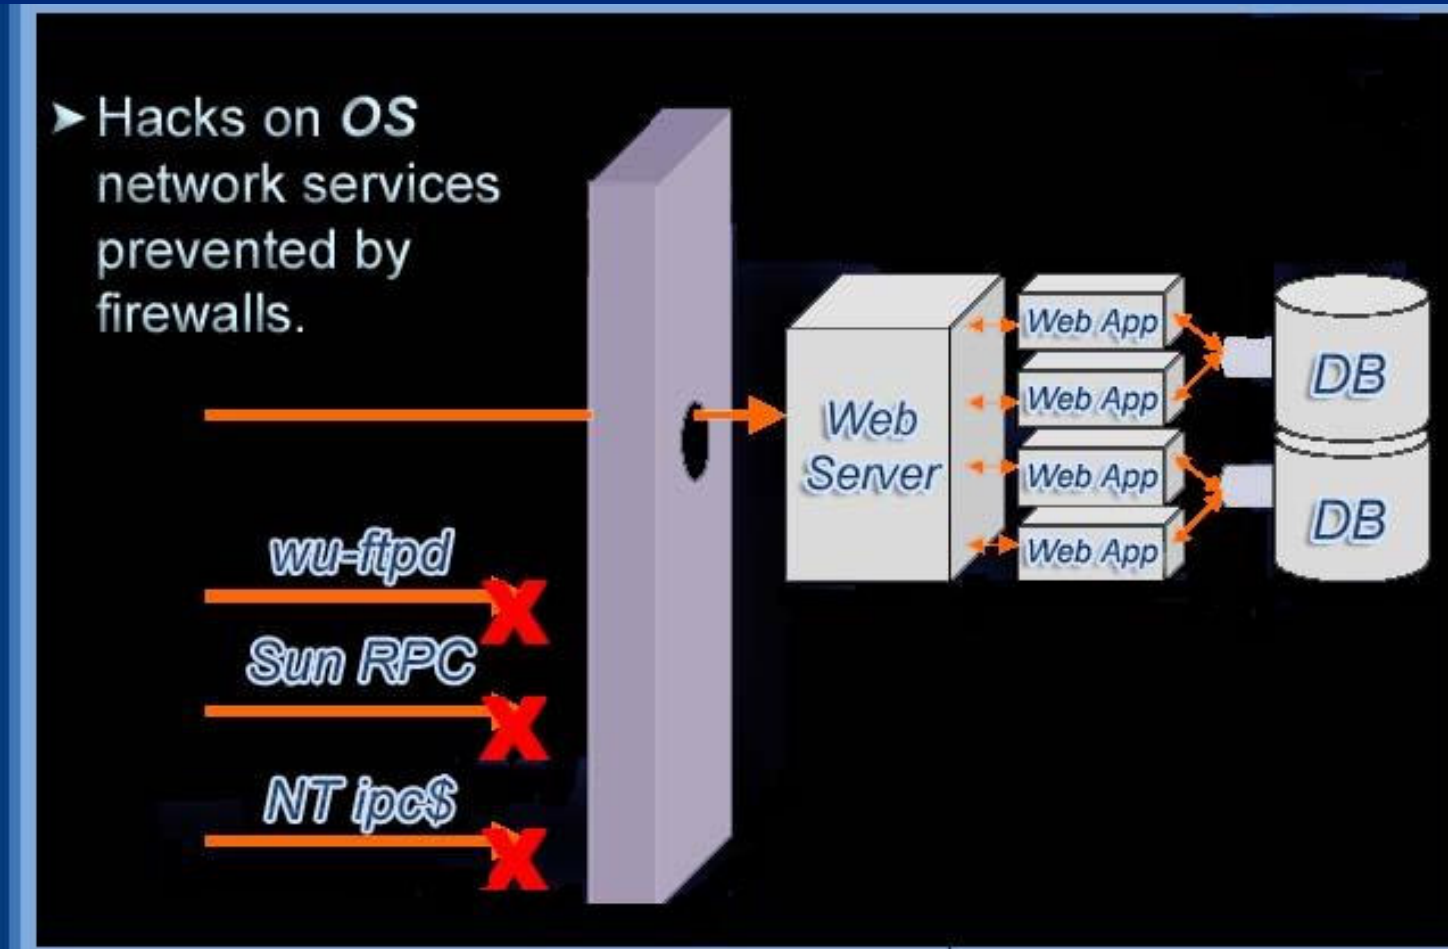 ➤ Hacks on OS
network services
prevented by
firewalls.
Web
Server
Web App
Web App
Web App
Web App
DB
DB
wu-ftpd
Sun RPC
NT ipc$